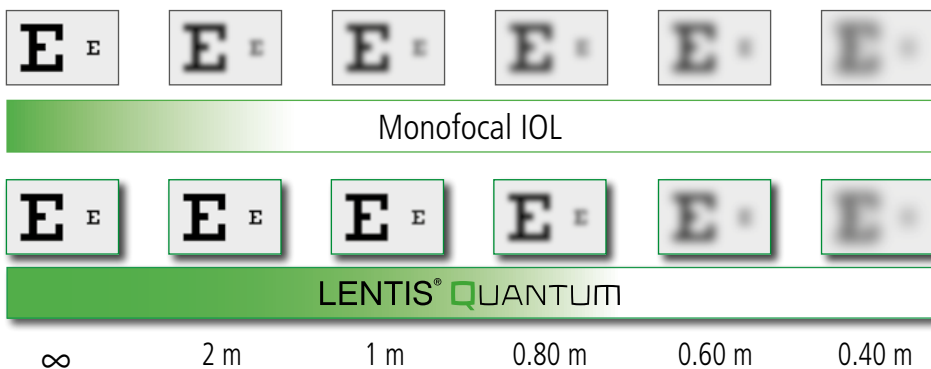 E E E E E E E E E E E
Monofocal IOL
E E E E E E E E E E E
LENTIS® QUANTUM
∞ 2 m 1 m 0.80 m 0.60 m 0.40 m